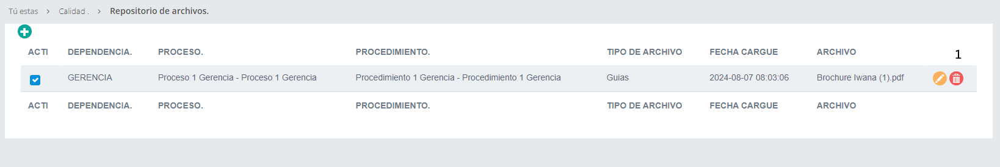 Tú estas > Calidad . > Repositorio de archivos.
ACTI DEPENDENCIA. PROCESO. PROCEDIMIENTO. TIPO DE ARCHIVO FECHA CARGUE ARCHIVO 1
GERENCIA Proceso 1 Gerencia - Proceso 1 Gerencia Procedimiento 1 Gerencia - Procedimiento 1 Gerencia Guias 2024-08-07 08:03:06 Brochure Iwana (1).pdf
ACTI DEPENDENCIA. PROCESO. PROCEDIMIENTO. TIPO DE ARCHIVO FECHA CARGUE ARCHIVO